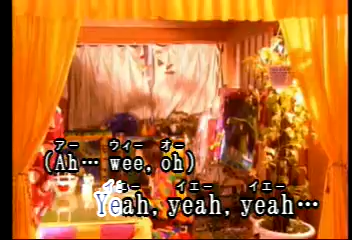 アー ウィー オー
(Ah… wee, oh)
イエー イエー イエー
Yeah, yeah, yeah…